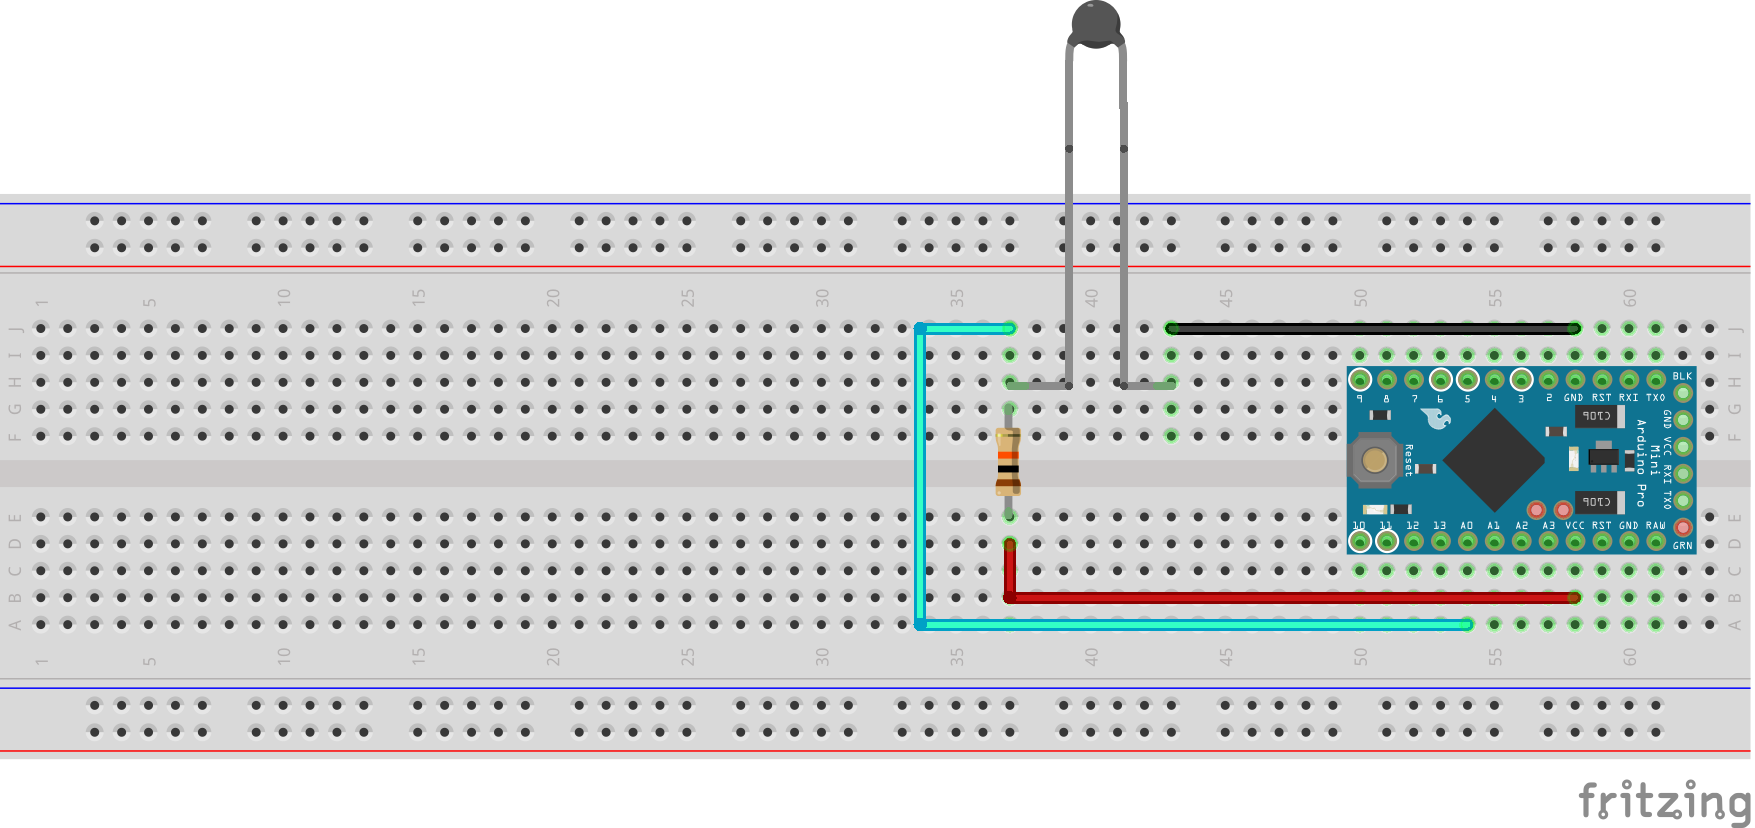 1 5 10 15 20 25 30 35 40 45 50 55 60
J J
I I
H H
G G
F F
E E
D D
C C
B B
A A
BLK
9 8 7 6 5 4 3 2 GND RST RXI TX0
C106
GND VCC RXI TXO
Arduino Pro
Mini
Reset
C106
10 11 12 13 A0 A1 A2 A3 VCC RST GND RAW
GRN
1 5 10 15 20 25 30 35 40 45 50 55 60
fritzing